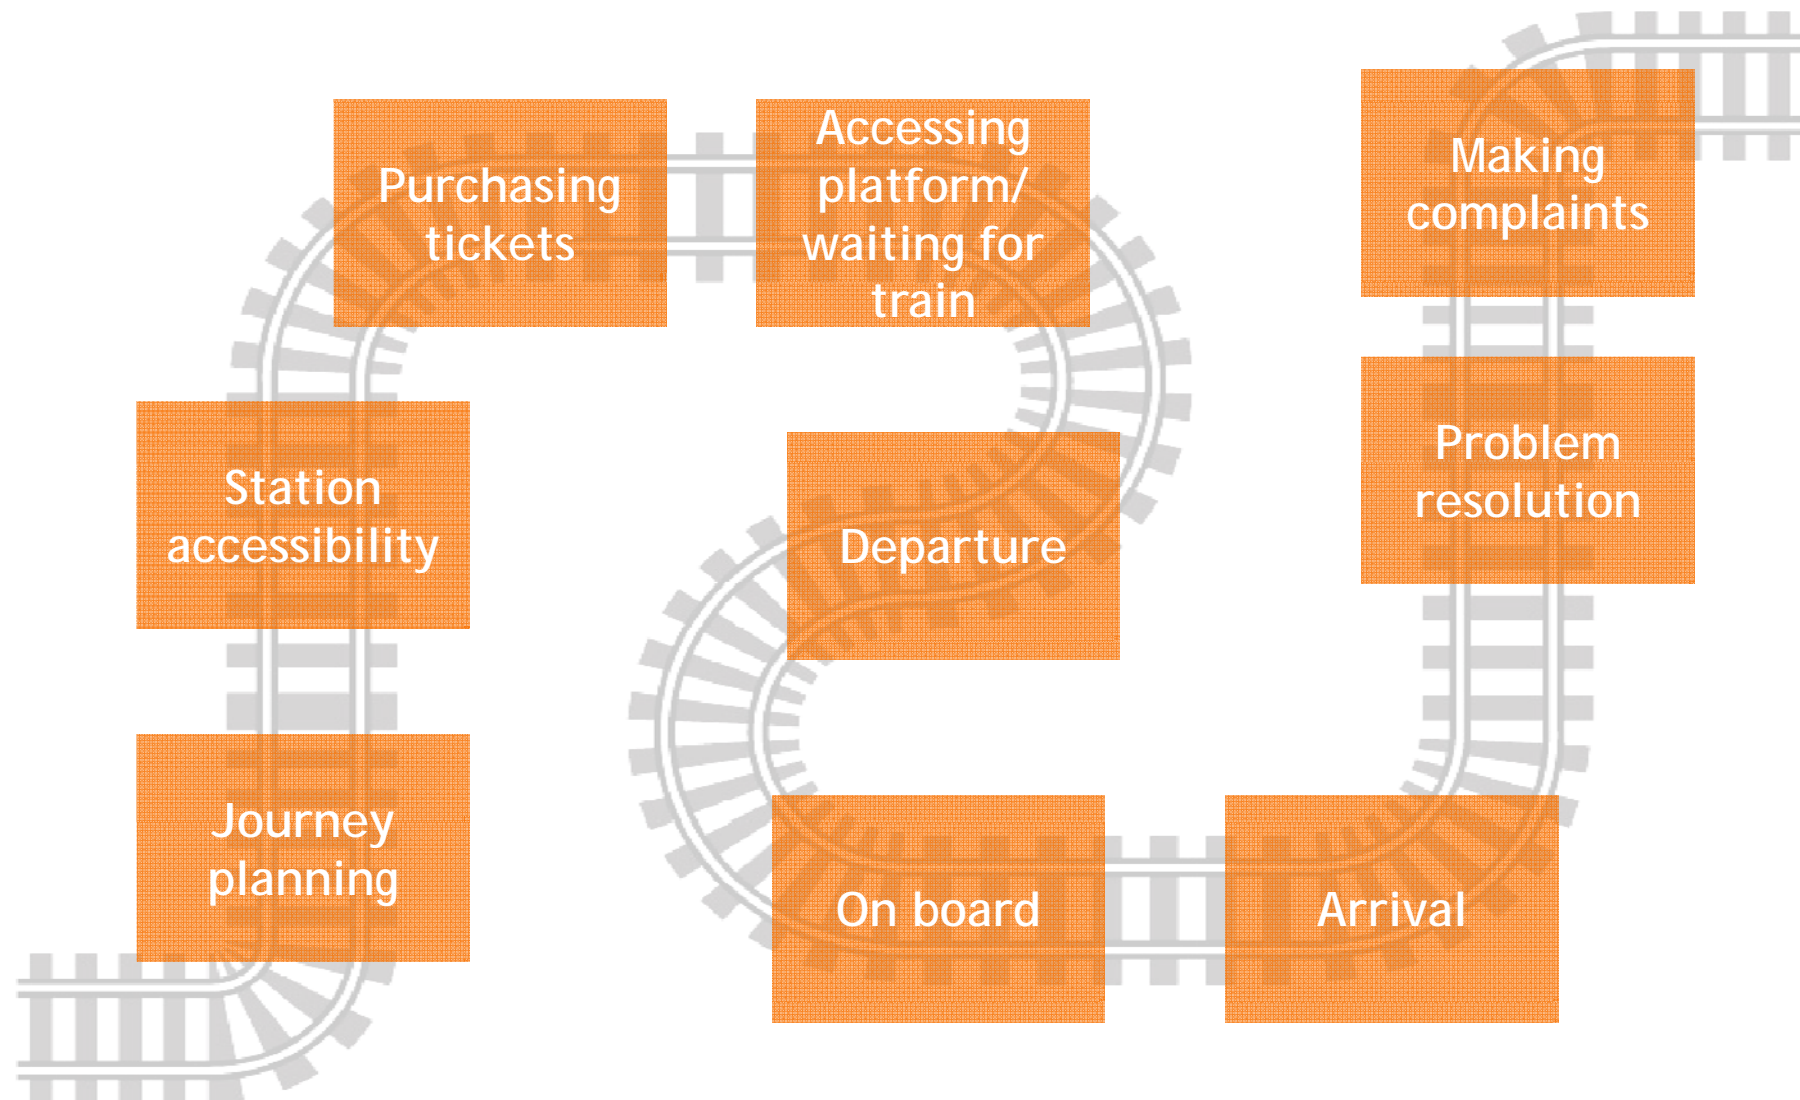 Journey
planning
Station
accessibility
Purchasing
tickets
Accessing
platform/
waiting for
train
Departure
On board
Arrival
Problem
resolution
Making
complaints